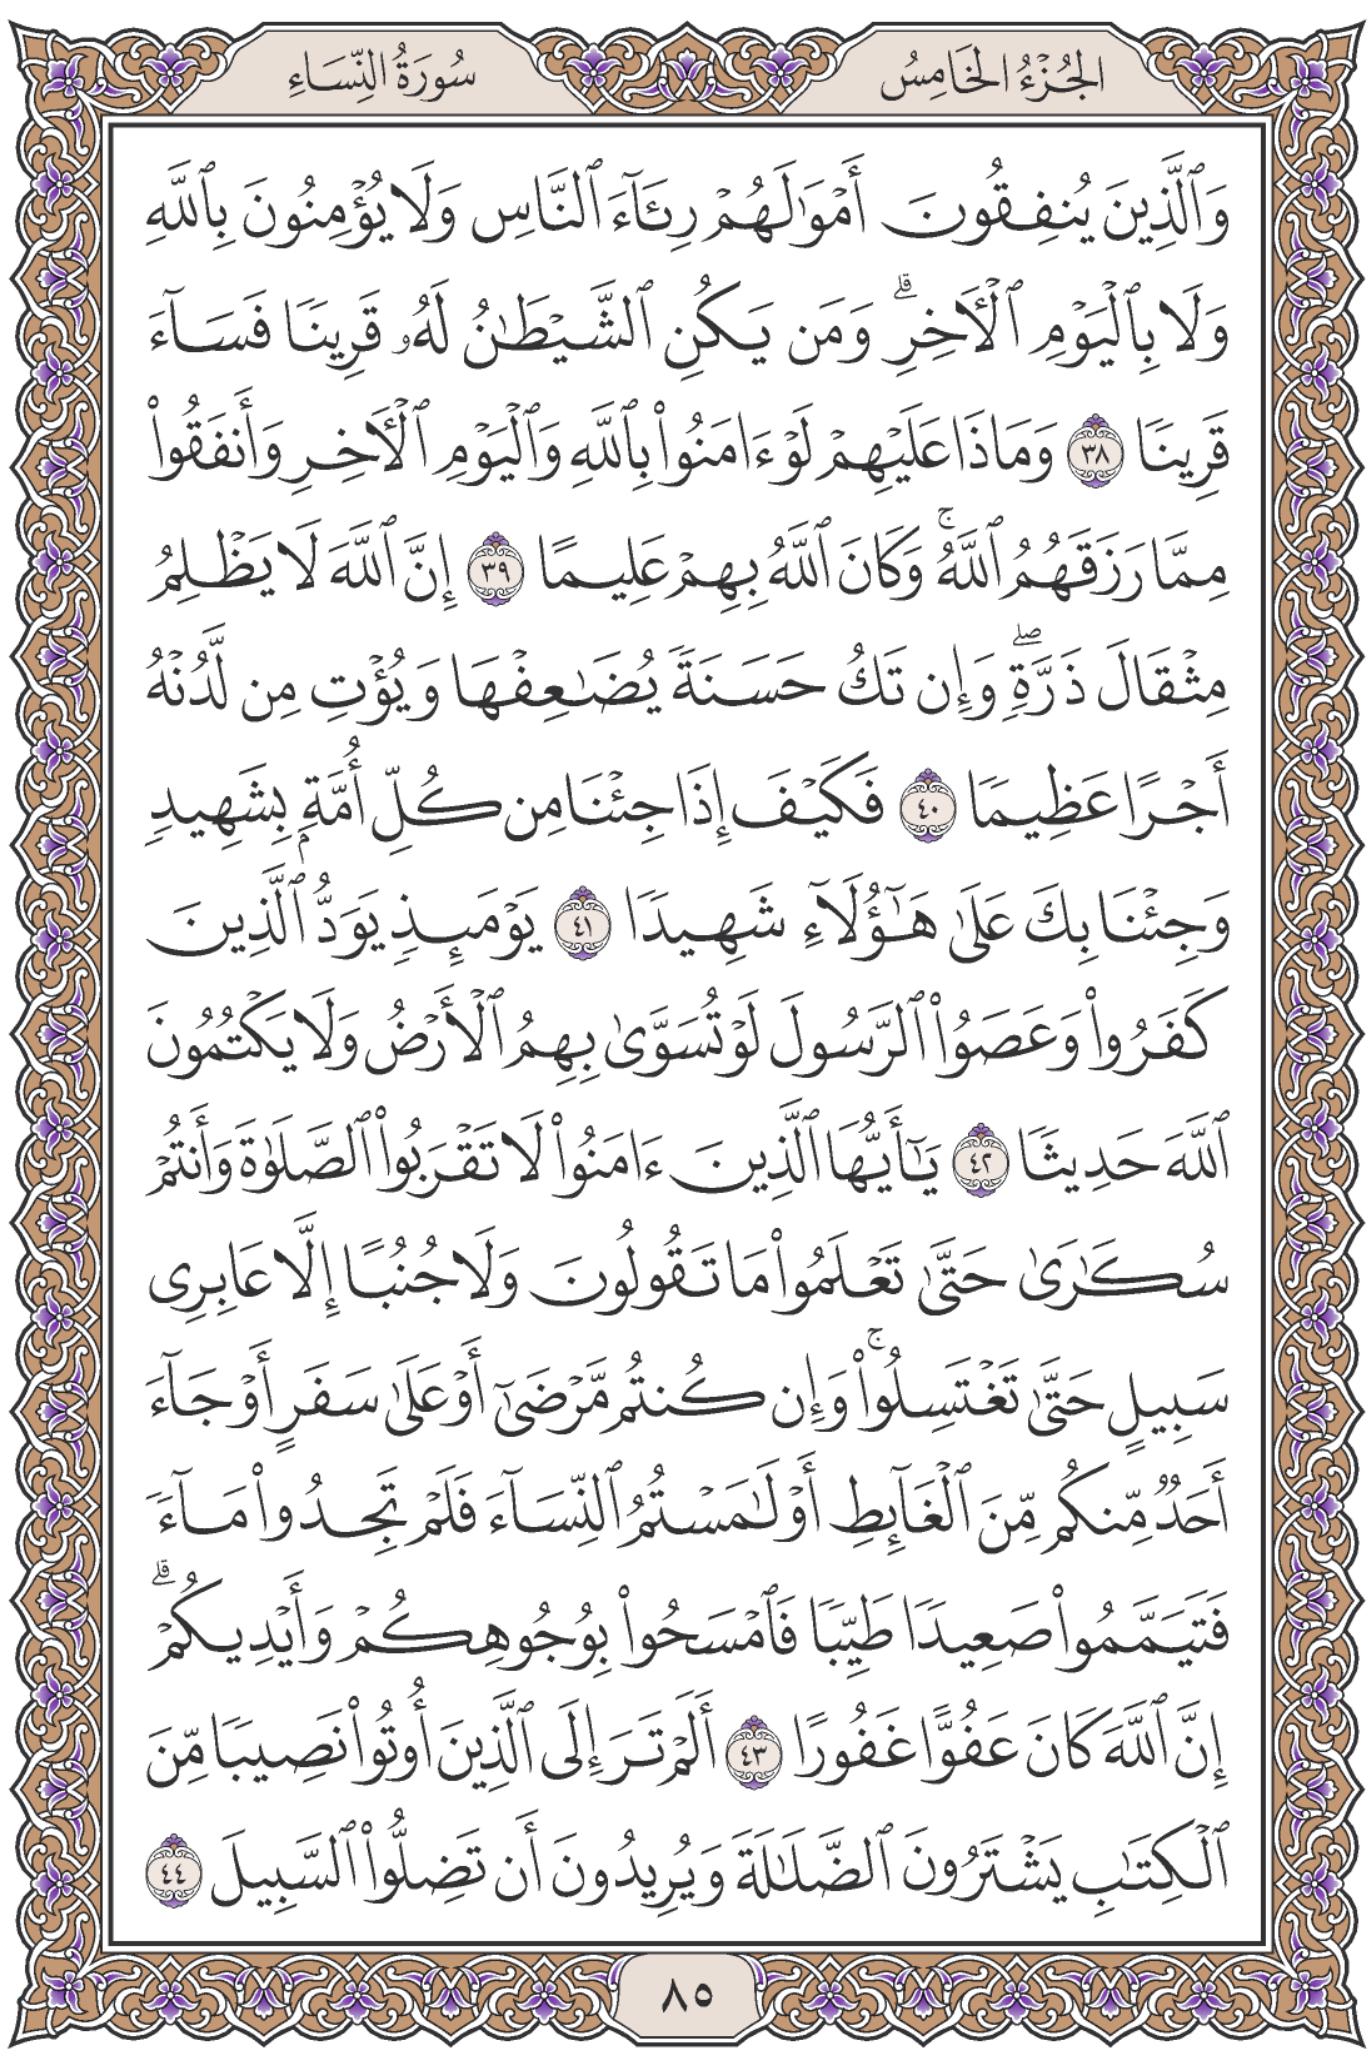 الجُزْءُ الخَامِسُ
سُورَةُ النِّسَاءِ
وَٱلَّذِينَ يُنفِقُونَ أَمْوَٰلَهُمْ رِئَآءَ ٱلنَّاسِ وَلَا يُؤْمِنُونَ بِٱللَّهِ
وَلَا بِٱلْيَوْمِ ٱلْأَخِرِ ۗ وَمَن يَكُنِ ٱلشَّيْطَٰنُ لَهُۥ قَرِينًا فَسَآءَ
قَرِينًا ٣٨ وَمَاذَا عَلَيْهِمْ لَوْ ءَامَنُوا۟ بِٱللَّهِ وَٱلْيَوْمِ ٱلْأَخِرِ وَأَنفَقُوا۟
مِمَّا رَزَقَهُمُ ٱللَّهُ ۚ وَكَانَ ٱللَّهُ بِهِمْ عَلِيمًا ٣٩ إِنَّ ٱللَّهَ لَا يَظْلِمُ
مِثْقَالَ ذَرَّةٍ ۖ وَإِن تَكُ حَسَنَةً يُضَٰعِفْهَا وَيُؤْتِ مِن لَّدُنْهُ
أَجْرًا عَظِيمًا ٤٠ فَكَيْفَ إِذَا جِئْنَا مِن كُلِّ أُمَّةٍۭ بِشَهِيدٍ
وَجِئْنَا بِكَ عَلَىٰ هَٰٓؤُلَآءِ شَهِيدًا ٤١ يَوْمَئِذٍ يَوَدُّ ٱلَّذِينَ
كَفَرُوا۟ وَعَصَوُا۟ ٱلرَّسُولَ لَوْ تُسَوَّىٰ بِهِمُ ٱلْأَرْضُ وَلَا يَكْتُمُونَ
ٱللَّهَ حَدِيثًا ٤٢ يَٰٓأَيُّهَا ٱلَّذِينَ ءَامَنُوا۟ لَا تَقْرَبُوا۟ ٱلصَّلَوٰةَ وَأَنتُمْ
سُكَٰرَىٰ حَتَّىٰ تَعْلَمُوا۟ مَا تَقُولُونَ وَلَا جُنُبًا إِلَّا عَابِرِى
سَبِيلٍ حَتَّىٰ تَغْتَسِلُوا۟ ۚ وَإِن كُنتُم مَّرْضَىٰٓ أَوْ عَلَىٰ سَفَرٍ أَوْ جَآءَ
أَحَدٌ مِّنكُم مِّنَ ٱلْغَآئِطِ أَوْ لَٰمَسْتُمُ ٱلنِّسَآءَ فَلَمْ تَجِدُوا۟ مَآءً
فَتَيَمَّمُوا۟ صَعِيدًا طَيِّبًا فَٱمْسَحُوا۟ بِوُجُوهِكُمْ وَأَيْدِيكُمْ ۗ
إِنَّ ٱللَّهَ كَانَ عَفُوًّا غَفُورًا ٤٣ أَلَمْ تَرَ إِلَى ٱلَّذِينَ أُوتُوا۟ نَصِيبًا مِّنَ
ٱلْكِتَٰبِ يَشْتَرُونَ ٱلضَّلَٰلَةَ وَيُرِيدُونَ أَن تَضِلُّوا۟ ٱلسَّبِيلَ ٤٤
٨٥